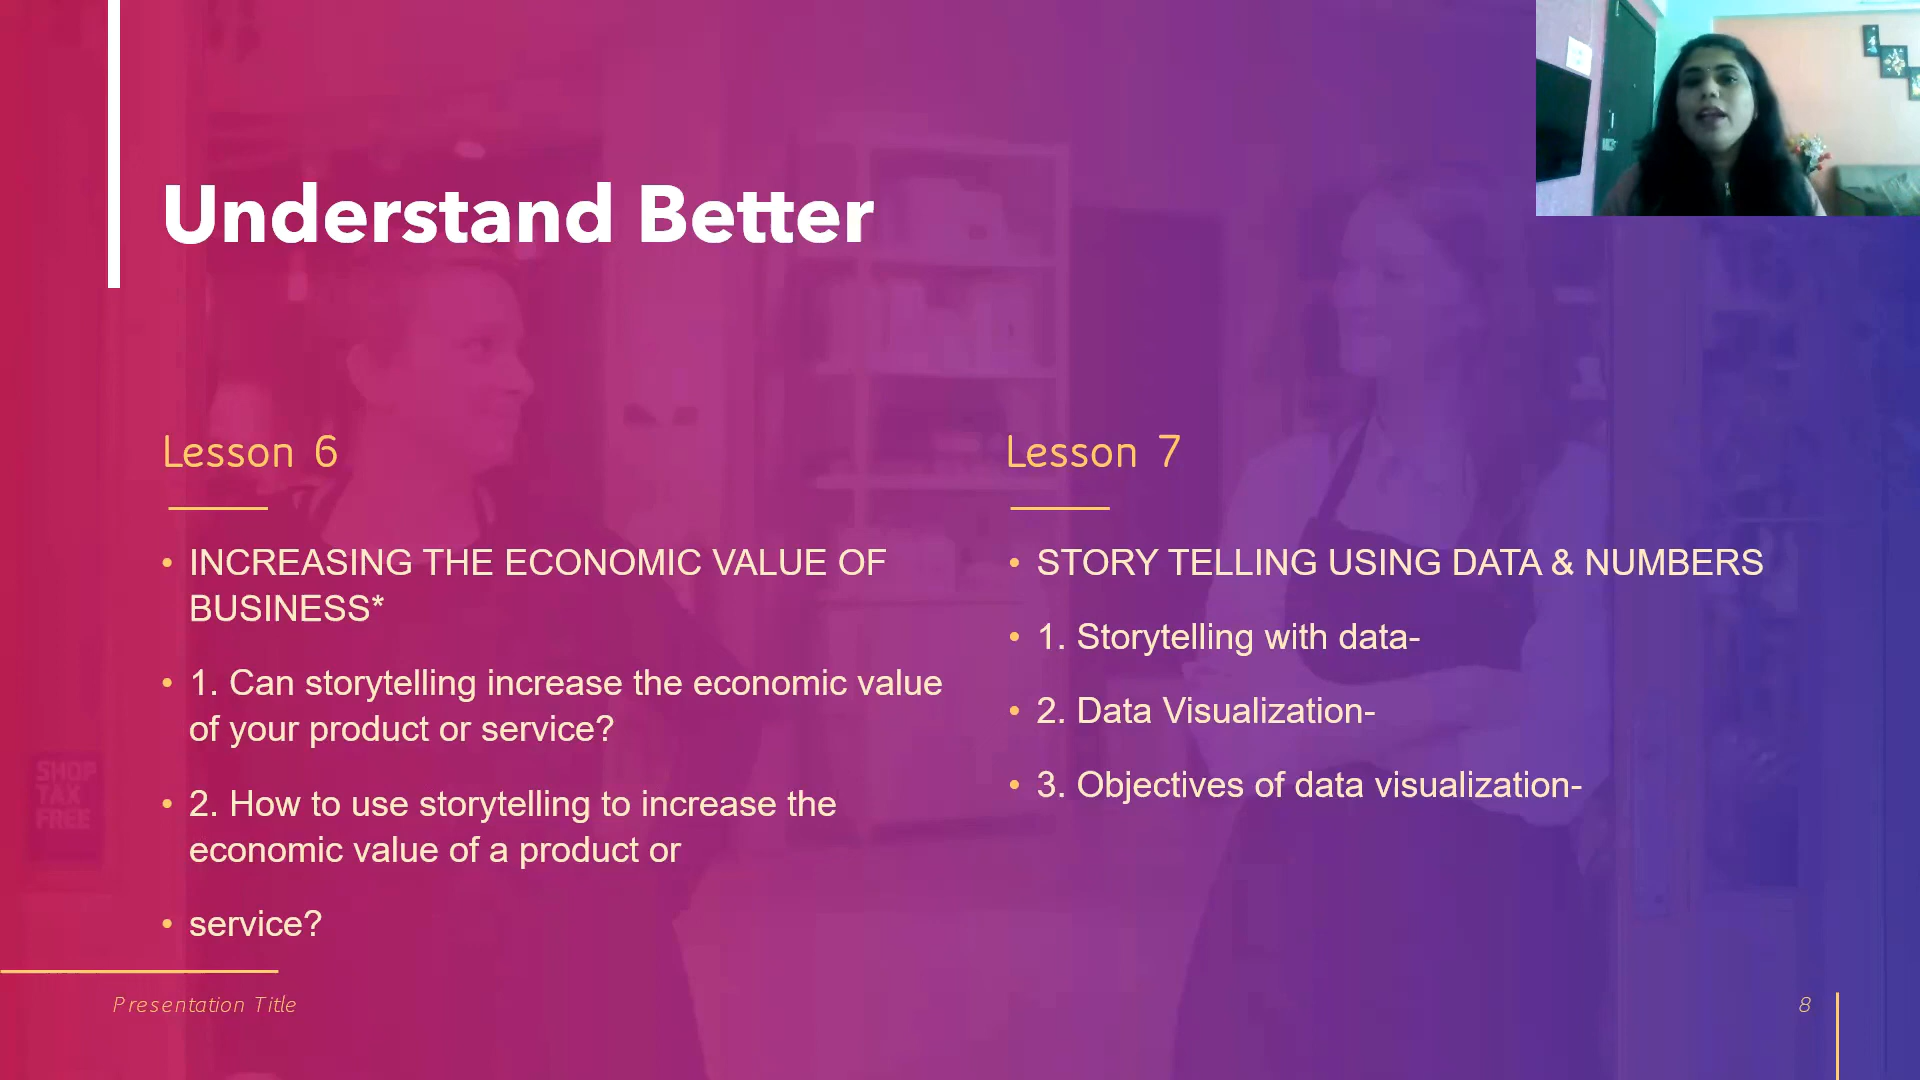 Understand Better
Lesson 6
• INCREASING THE ECONOMIC VALUE OF
BUSINESS*
• 1. Can storytelling increase the economic value
of your product or service?
• 2. How to use storytelling to increase the
economic value of a product or
• service?
Lesson 7
• STORY TELLING USING DATA & NUMBERS
• 1. Storytelling with data-
• 2. Data Visualization-
• 3. Objectives of data visualization-
SHOP
TAX
FREE
Presentation Title
8